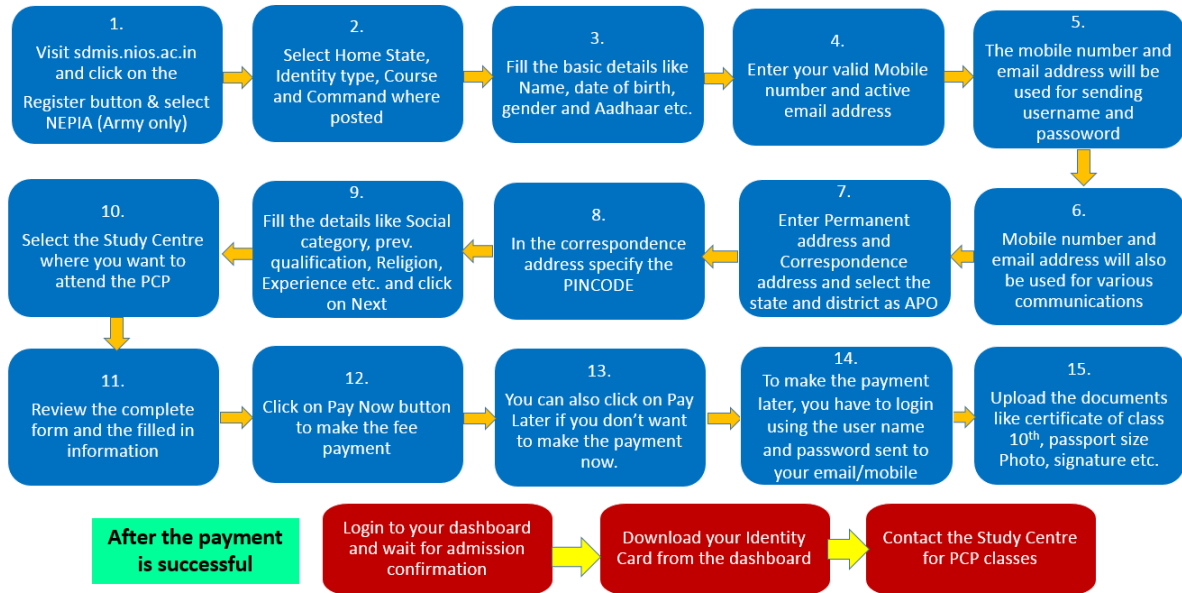 1.
Visit sdmis.nios.ac.in
and click on the
Register button & select
NEPIA (Army only)
2.
Select Home State,
Identity type, Course
and Command where
posted
3.
Fill the basic details like
Name, date of birth,
gender and Aadhaar etc.
4.
Enter your valid Mobile
number and active
email address
5.
The mobile number and
email address will be
used for sending
username and
passoword
6.
Mobile number and
email address will also
be used for various
communications
7.
Enter Permanent
address and
Correspondence
address and select the
state and district as APO
8.
In the correspondence
address specify the
PINCODE
9.
Fill the details like Social
category, prev.
qualification, Religion,
Experience etc. and click
on Next
10.
Select the Study Centre
where you want to
attend the PCP
11.
Review the complete
form and the filled in
information
12.
Click on Pay Now button
to make the fee
payment
13.
You can also click on Pay
Later if you don’t want
to make the payment
now.
14.
To make the payment
later, you have to login
using the user name
and password sent to
your email/mobile
15.
Upload the documents
like certificate of class
10th, passport size
Photo, signature etc.
After the payment
is successful
Login to your dashboard
and wait for admission
confirmation
Download your Identity
Card from the dashboard
Contact the Study Centre
for PCP classes